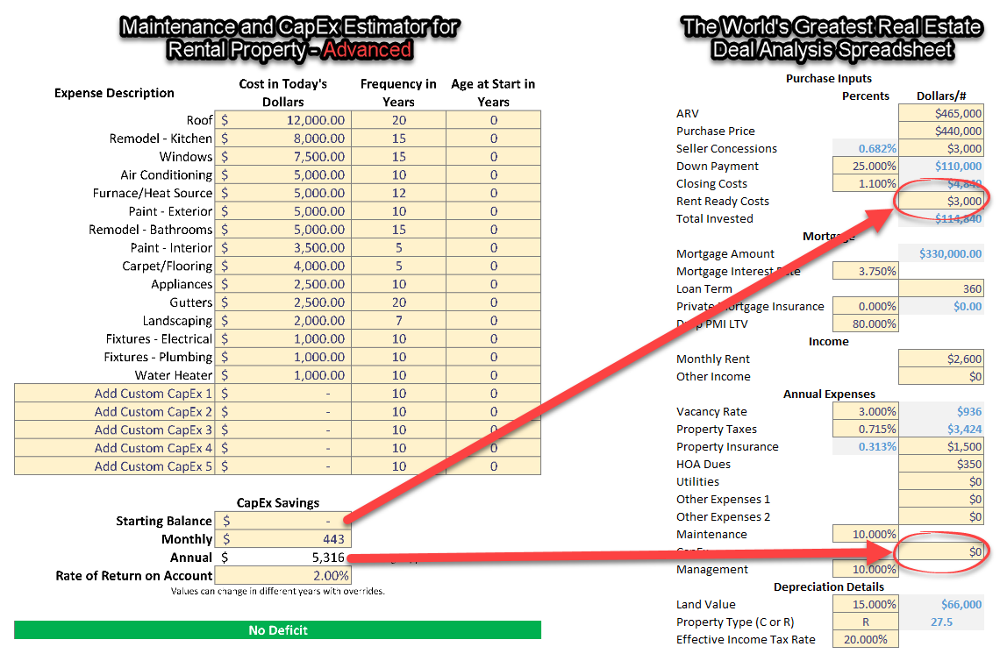 Maintenance and CapEx Estimator for
Rental Property - Advanced
Expense Description Cost in Today's Dollars Frequency in Years Age at Start in Years
Roof $ 12,000.00 20 0
Remodel - Kitchen $ 8,000.00 15 0
Windows $ 7,500.00 15 0
Air Conditioning $ 5,000.00 10 0
Furnace/Heat Source $ 5,000.00 12 0
Paint - Exterior $ 5,000.00 10 0
Remodel - Bathrooms $ 5,000.00 15 0
Paint - Interior $ 3,500.00 5 0
Carpet/Flooring $ 4,000.00 5 0
Appliances $ 2,500.00 10 0
Gutters $ 2,500.00 20 0
Landscaping $ 2,000.00 7 0
Fixtures - Electrical $ 1,000.00 10 0
Fixtures - Plumbing $ 1,000.00 10 0
Water Heater $ 1,000.00 10 0
Add Custom CapEx 1 $ - 10 0
Add Custom CapEx 2 $ - 10 0
Add Custom CapEx 3 $ - 10 0
Add Custom CapEx 4 $ - 10 0
Add Custom CapEx 5 $ - 10 0
CapEx Savings
Starting Balance $ -
Monthly $ 443
Annual $ 5,316
Rate of Return on Account 2.00%
Values can change in different years with overrides.
No Deficit
The World's Greatest Real Estate
Deal Analysis Spreadsheet
Purchase Inputs
Percents Dollars/#
ARV $465,000
Purchase Price $440,000
Seller Concessions 0.682% $3,000
Down Payment 25.000% $110,000
Closing Costs 1.100% $4,840
Rent Ready Costs $3,000
Total Invested $114,840
Mortgage
Mortgage Amount $330,000.00
Mortgage Interest Rate 3.750%
Loan Term 360
Private Mortgage Insurance 0.000% $0.00
Drop PMI LTV 80.000%
Income
Monthly Rent $2,600
Other Income $0
Annual Expenses
Vacancy Rate 3.000% $936
Property Taxes 0.715% $3,424
Property Insurance 0.313% $1,500
HOA Dues $350
Utilities $0
Other Expenses 1 $0
Other Expenses 2 $0
Maintenance 10.000%
CapEx $0
Management 10.000%
Depreciation Details
Land Value 15.000% $66,000
Property Type (C or R) R 27.5
Effective Income Tax Rate 20.000%